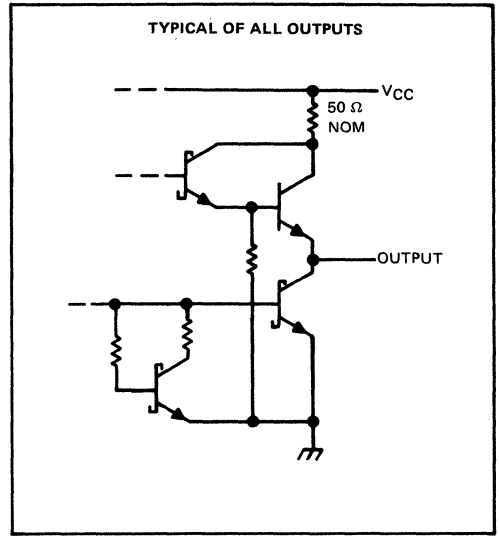 TYPICAL OF ALL OUTPUTS
VCC
50 Ω
NOM
OUTPUT